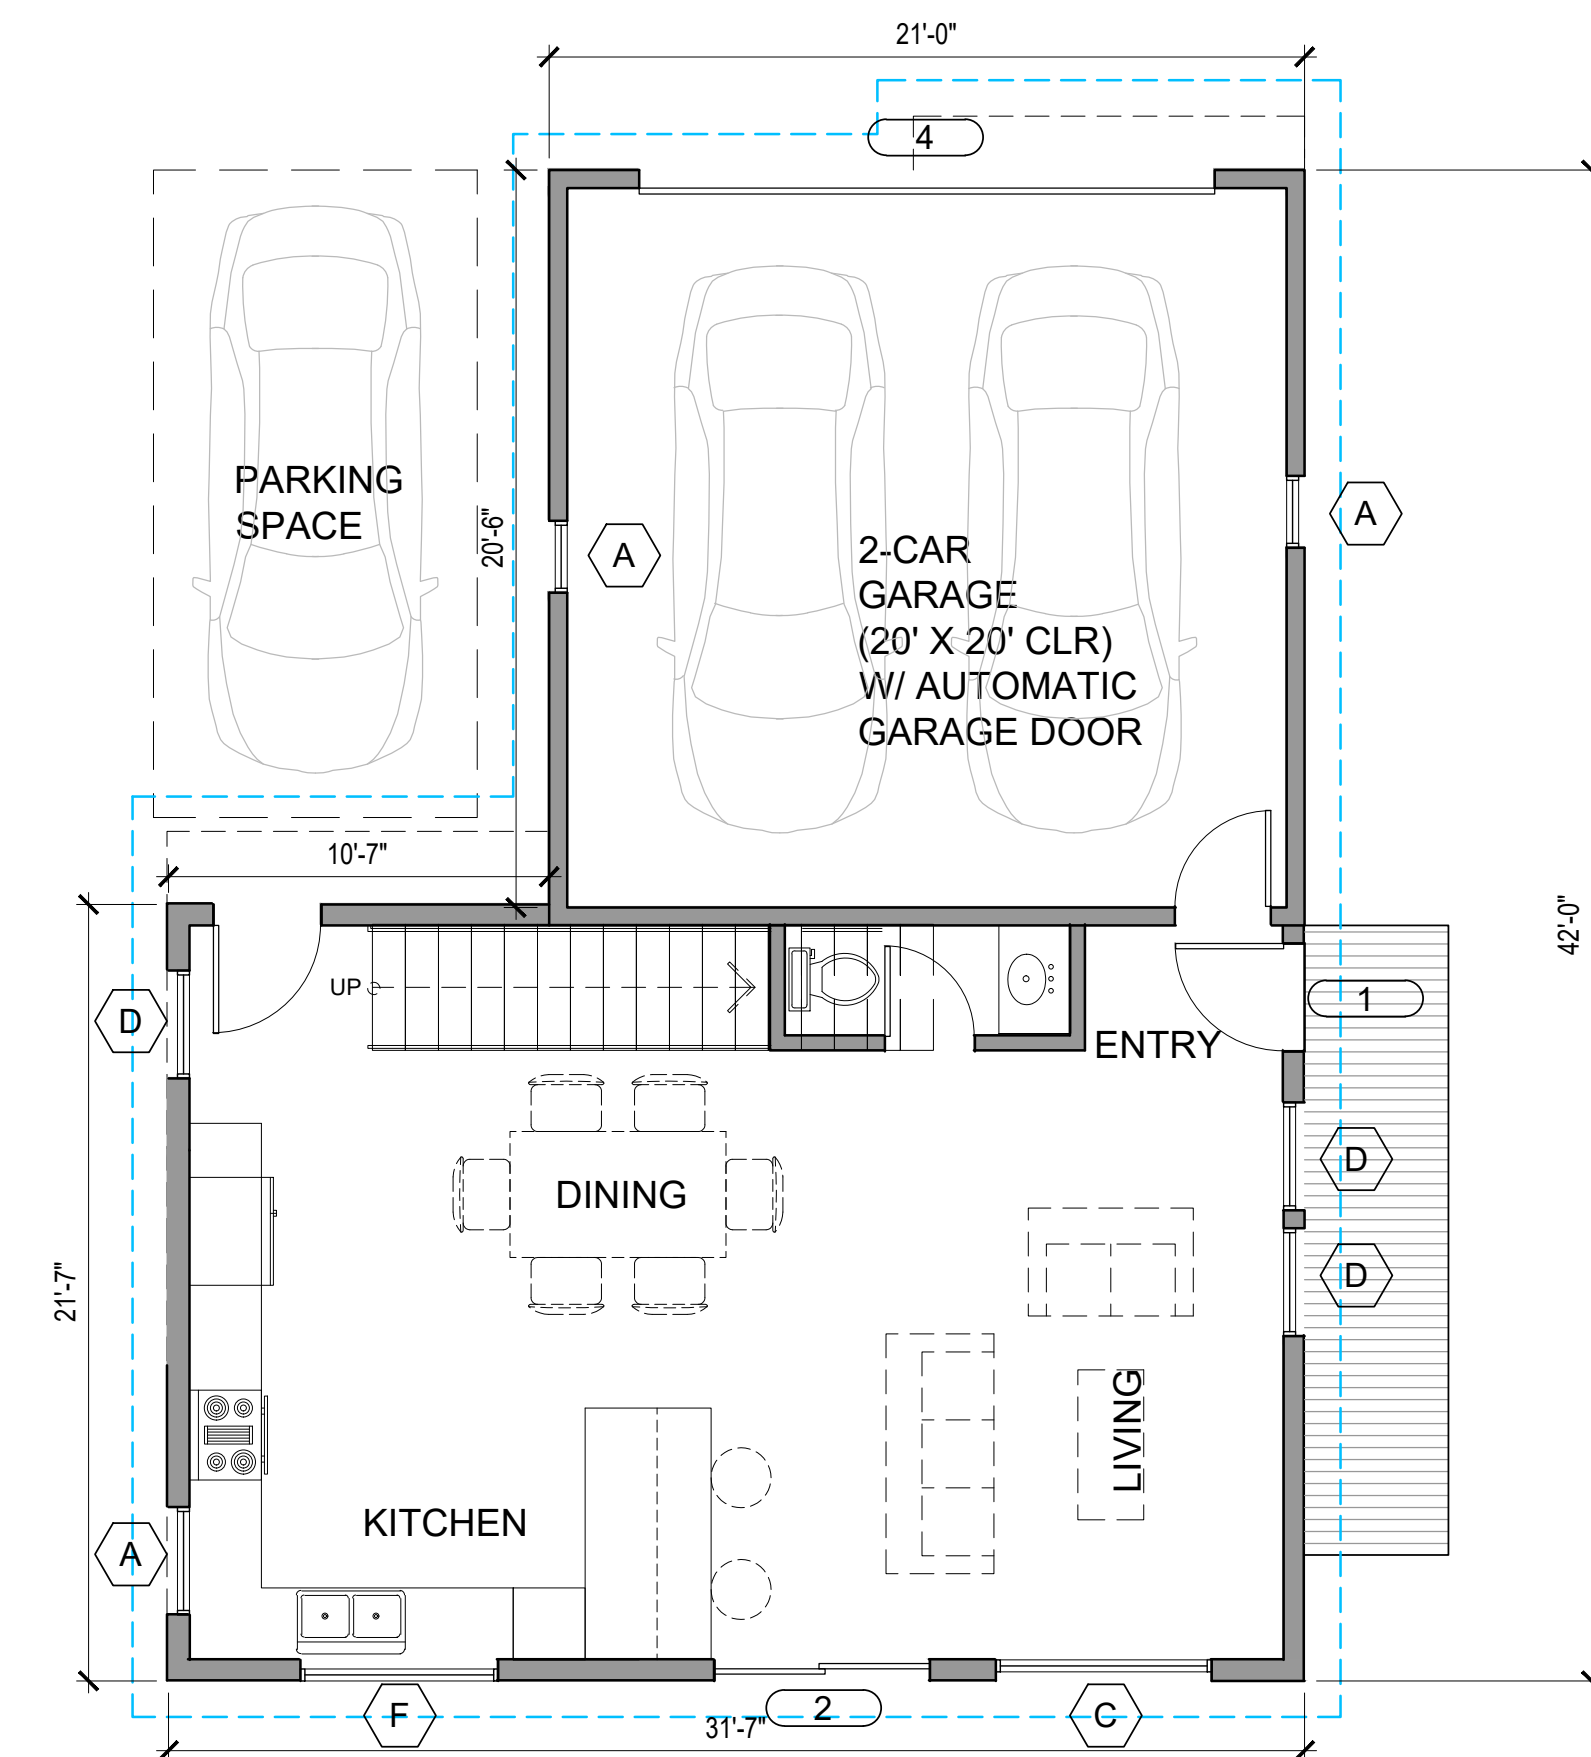 21'-0"
4
PARKING
SPACE
20'-6"
A
A
2-CAR
GARAGE
(20' X 20' CLR)
W/ AUTOMATIC
GARAGE DOOR
10'-7"
42'-0"
UP
D
1
ENTRY
D
DINING
D
21'-7"
LIVING
KITCHEN
A
F
2
C
31'-7"